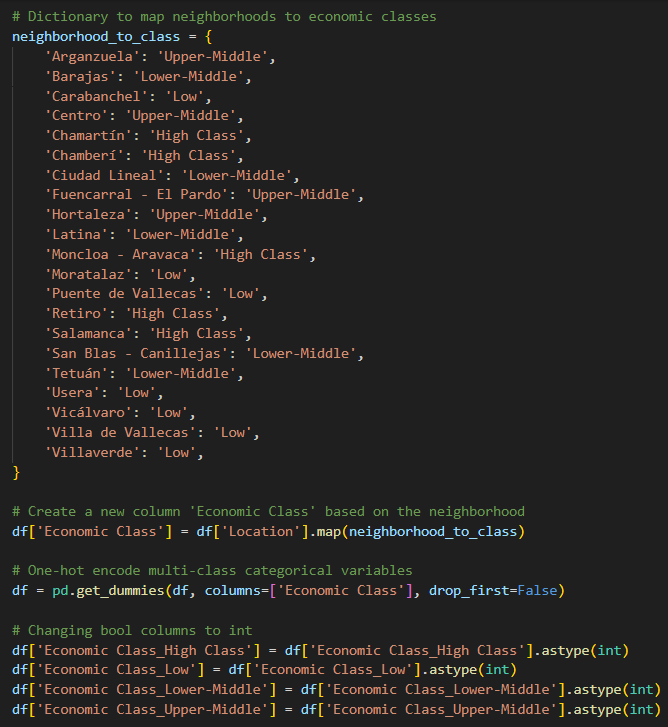 # Dictionary to map neighborhoods to economic classes
neighborhood_to_class = {
    'Arganzuela': 'Upper-Middle',
    'Barajas': 'Lower-Middle',
    'Carabanchel': 'Low',
    'Centro': 'Upper-Middle',
    'Chamartín': 'High Class',
    'Chamberí': 'High Class',
    'Ciudad Lineal': 'Lower-Middle',
    'Fuencarral - El Pardo': 'Upper-Middle',
    'Hortaleza': 'Upper-Middle',
    'Latina': 'Lower-Middle',
    'Moncloa - Aravaca': 'High Class',
    'Moratalaz': 'Low',
    'Puente de Vallecas': 'Low',
    'Retiro': 'High Class',
    'Salamanca': 'High Class',
    'San Blas - Canillejas': 'Lower-Middle',
    'Tetuán': 'Lower-Middle',
    'Usera': 'Low',
    'Vicálvaro': 'Low',
    'Villa de Vallecas': 'Low',
    'Villaverde': 'Low',
}

# Create a new column 'Economic Class' based on the neighborhood
df['Economic Class'] = df['Location'].map(neighborhood_to_class)

# One-hot encode multi-class categorical variables
df = pd.get_dummies(df, columns=['Economic Class'], drop_first=False)

# Changing bool columns to int
df['Economic Class_High Class'] = df['Economic Class_High Class'].astype(int)
df['Economic Class_Low'] = df['Economic Class_Low'].astype(int)
df['Economic Class_Lower-Middle'] = df['Economic Class_Lower-Middle'].astype(int)
df['Economic Class_Upper-Middle'] = df['Economic Class_Upper-Middle'].astype(int)